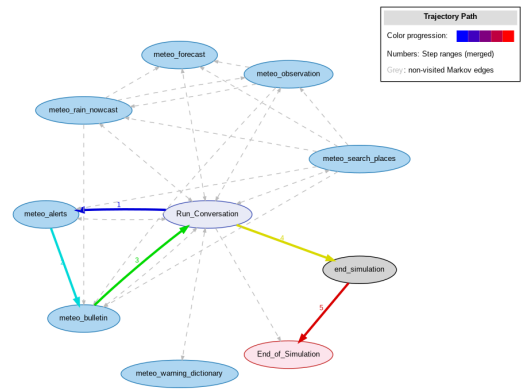 Trajectory Path
Color progression:
Numbers: Step ranges (merged)
Grey: non-visited Markov edges
meteo_forecast
meteo_observation
meteo_rain_nowcast
meteo_search_places
1
meteo_alerts
Run_Conversation
4
3
end_simulation
5
meteo_bulletin
End_of_Simulation
meteo_warning_dictionary